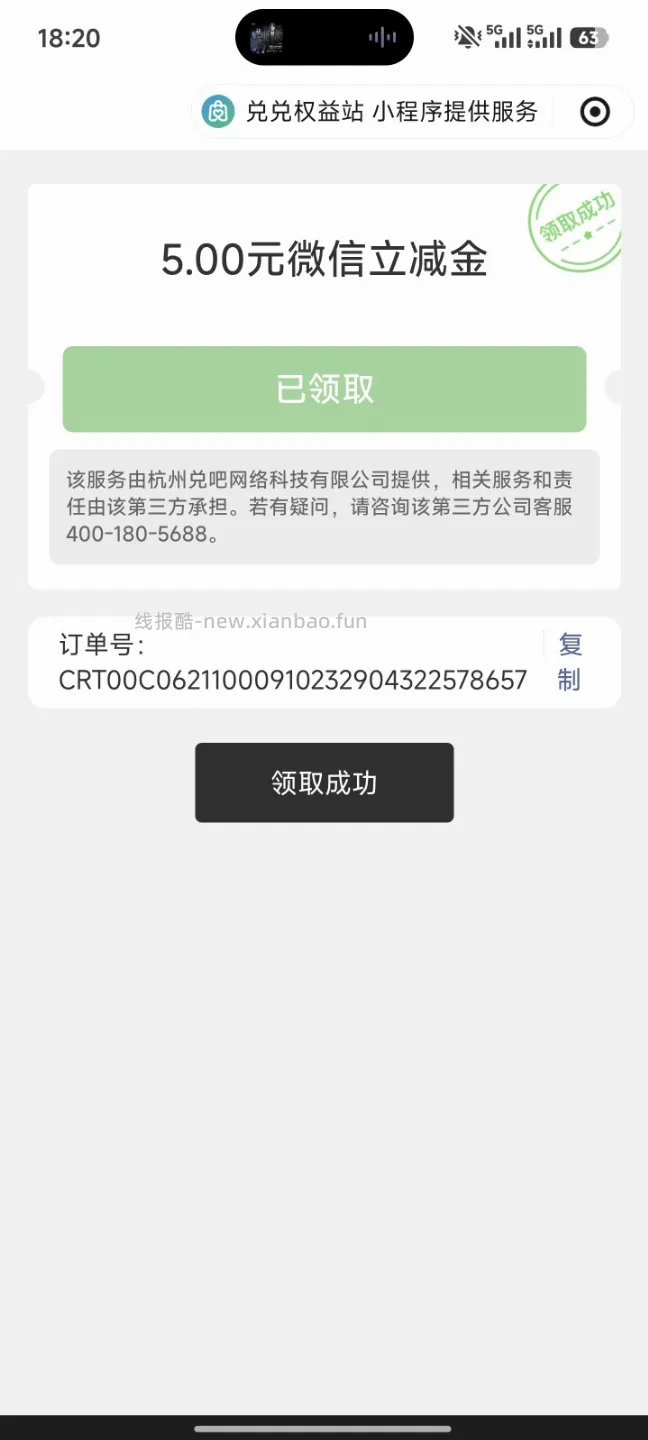 18:20
5G 5G 63
兑兑权益站 小程序提供服务
领取成功
5.00元微信立减金
已领取
该服务由杭州兑吧网络科技有限公司提供，相关服务和责
任由该第三方承担。若有疑问，请咨询该第三方公司客服
400-180-5688。
线报酷-new.xianbao.fun
订单号：
CRT00C06211000910232904322578657
复
制
领取成功